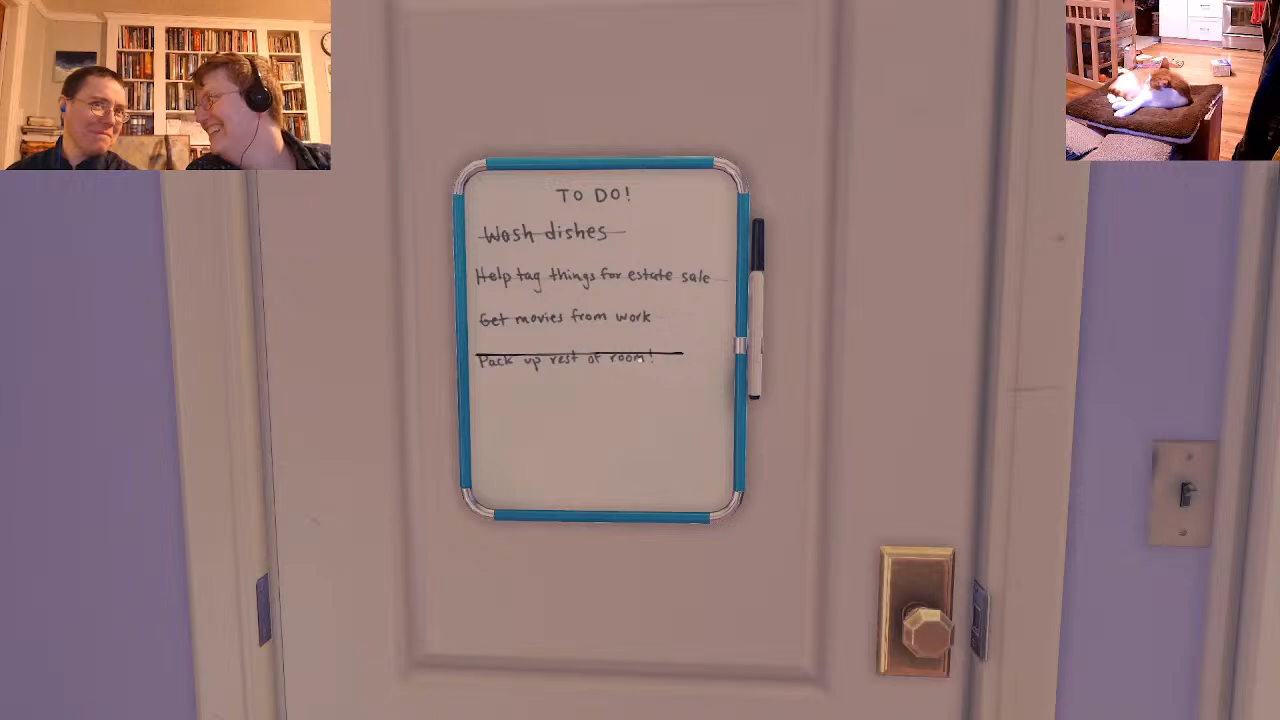 TO DO!
Wash dishes
Help tag things for estate sale
Get movies from work
Pack up rest of room!